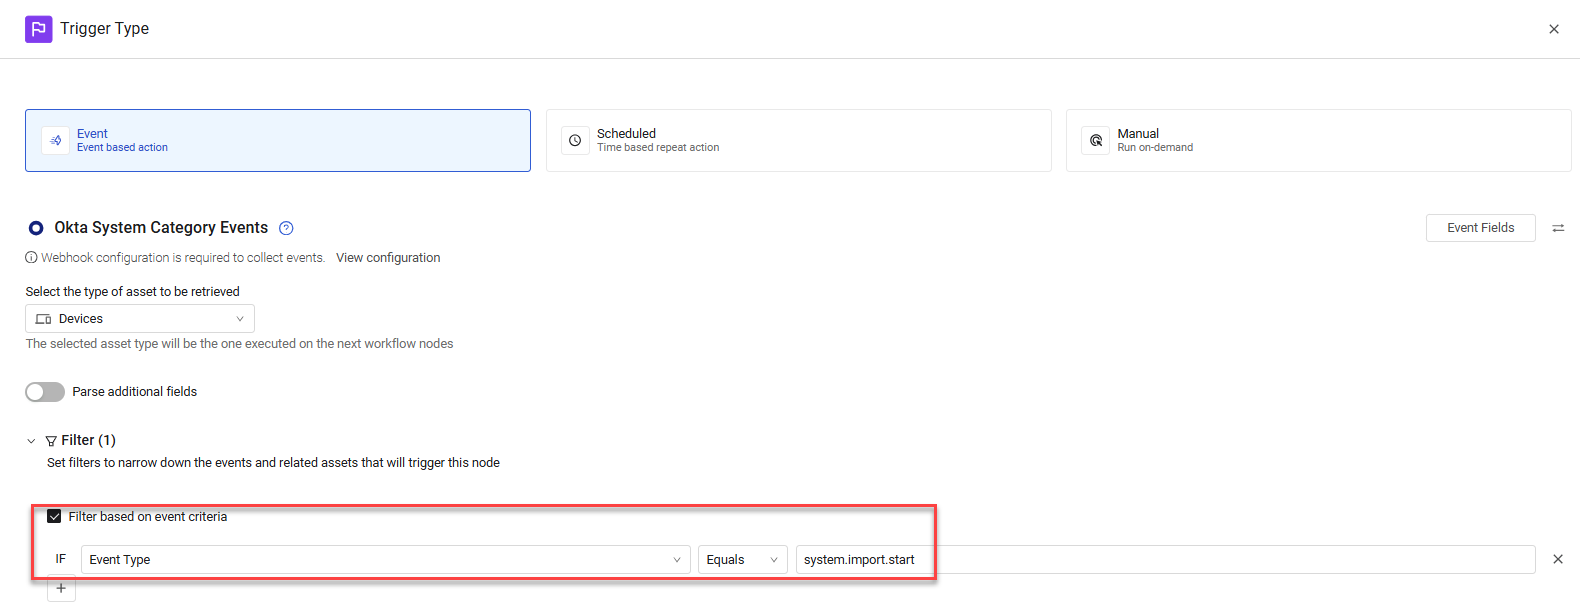 Trigger Type
Event
Event based action
Scheduled
Time based repeat action
Manual
Run on-demand
Okta System Category Events
Event Fields
Webhook configuration is required to collect events. View configuration
Select the type of asset to be retrieved
Devices
The selected asset type will be the one executed on the next workflow nodes
Parse additional fields
Filter (1)
Set filters to narrow down the events and related assets that will trigger this node
Filter based on event criteria
IF Event Type Equals system.import.start